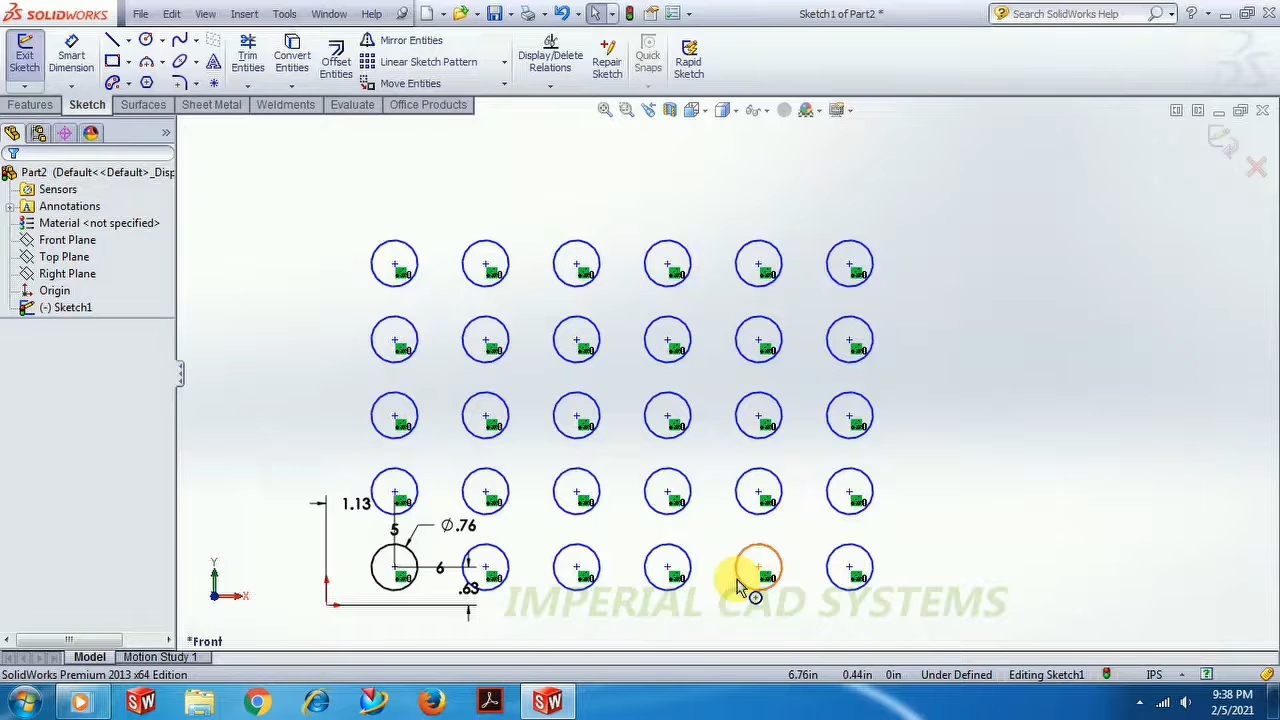 SOLIDWORKS File Edit View Insert Tools Window Help Sketch1 of Part2 * Search SolidWorks Help
Exit Sketch
Smart Dimension
Trim Entities
Convert Entities
Offset Entities
Mirror Entities
Linear Sketch Pattern
Move Entities
Display/Delete Relations
Repair Sketch
Quick Snaps
Rapid Sketch
Features Sketch Surfaces Sheet Metal Weldments Evaluate Office Products
Part2 (Default<<Default>_Disp
Sensors
Annotations
Material <not specified>
Front Plane
Top Plane
Right Plane
Origin
(-) Sketch1
1.13
5
Ø.76
6
.63
IMPERIAL CAD SYSTEMS
Y
X
*Front
Model Motion Study 1
SolidWorks Premium 2013 x64 Edition 6.76in 0.44in 0in Under Defined Editing Sketch1 IPS
9:38 PM
2/5/2021